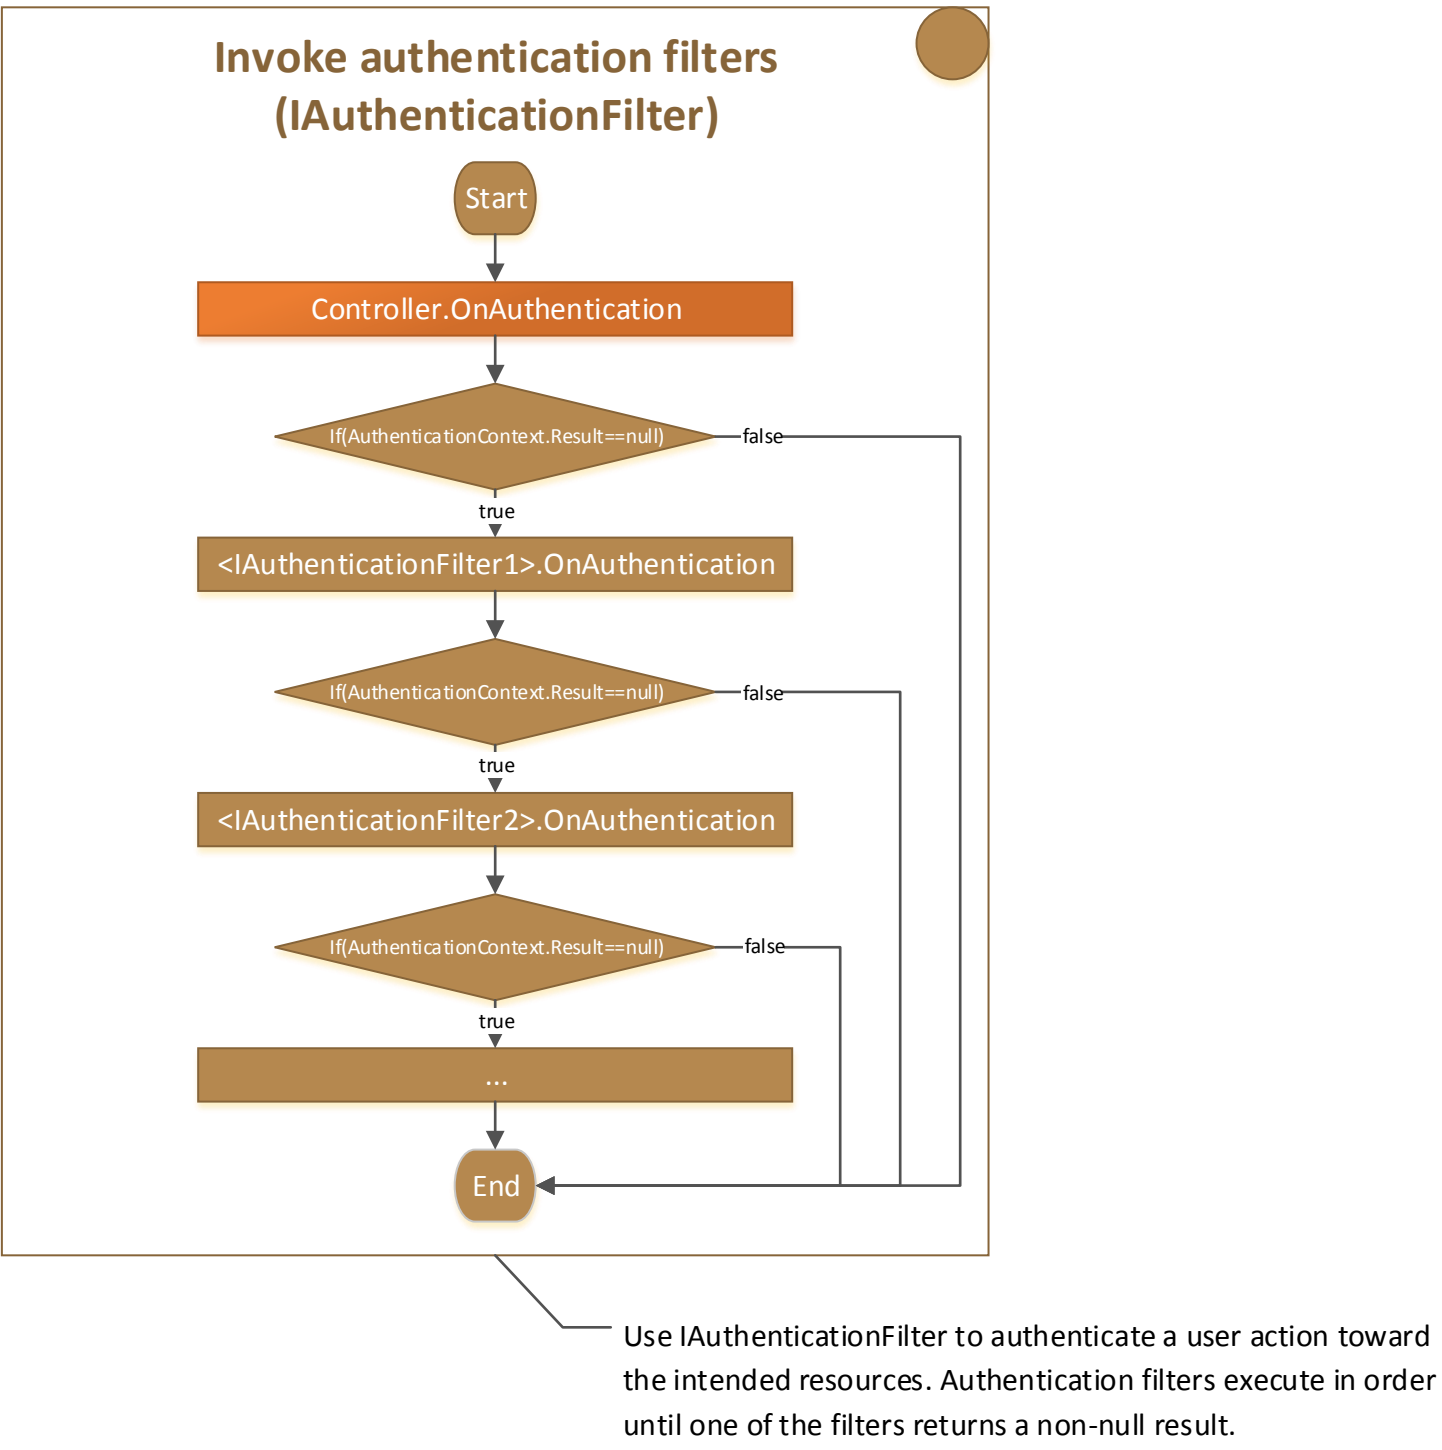 Invoke authentication filters
(IAuthenticationFilter)
Start
Controller.OnAuthentication
If(AuthenticationContext.Result==null)
false
true
<IAuthenticationFilter1>.OnAuthentication
If(AuthenticationContext.Result==null)
false
true
<IAuthenticationFilter2>.OnAuthentication
If(AuthenticationContext.Result==null)
false
true
...
End
Use IAuthenticationFilter to authenticate a user action toward
the intended resources. Authentication filters execute in order
until one of the filters returns a non-null result.